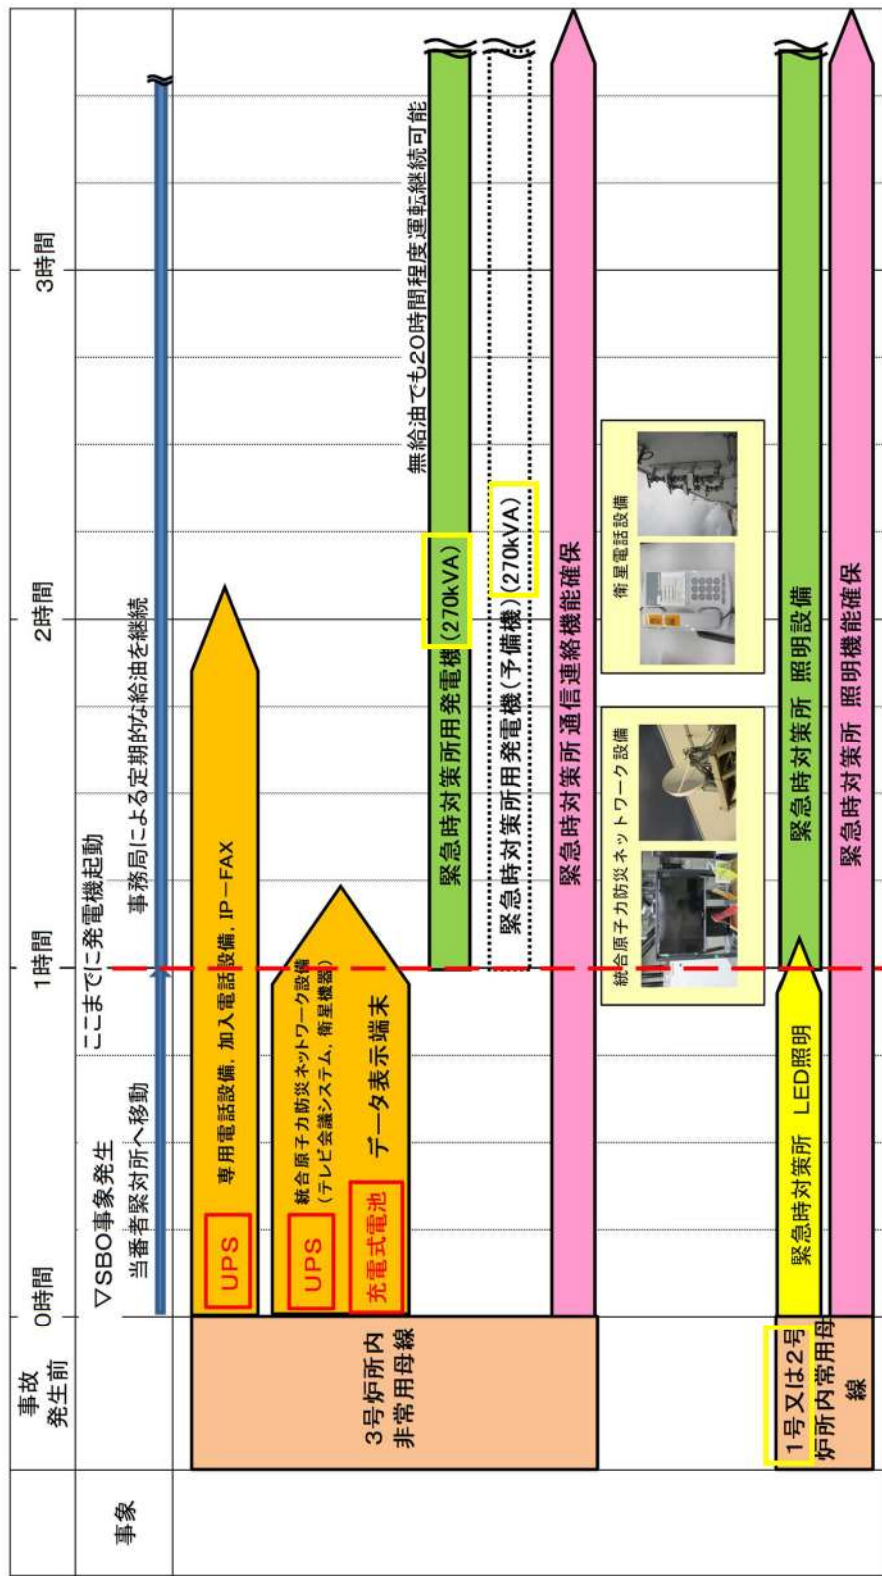 事故
発生前
0時間
1時間
2時間
3時間
事象
▽SBO事象発生
ここまでに発電機起動
当番者緊対所へ移動
事務局による定期的な給油を継続
3号炉所内
非常用母線
UPS
専用電話設備，加入電話設備，IP－FAX
UPS
統合原子力防災ネットワーク設備
(テレビ会議システム，衛星機器)
充電式電池
データ表示端末
無給油でも20時間程度運転継続可能
緊急時対策所用発電機(270kVA)
緊急時対策所用発電機(予備機)(270kVA)
緊急時対策所 通信連絡機能確保
統合原子力防災ネットワーク設備
衛星電話設備
1号又は2号
炉所内常用母
線
緊急時対策所 LED照明
緊急時対策所 照明設備
緊急時対策所 照明機能確保